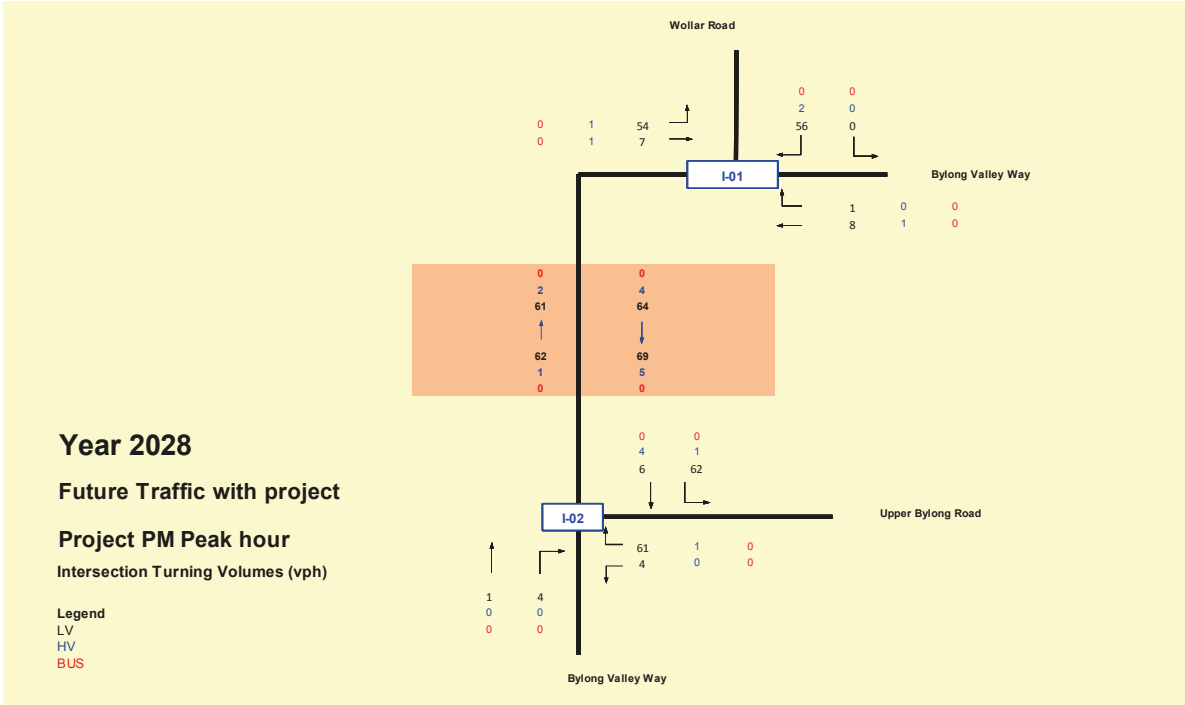 Wollar Road
0 0
2 0
56 0
0 1 54
0 1 7
I-01
Bylong Valley Way
1 0 0
8 1 0
0 0
2 4
61 64
62 69
1 5
0 0
Year 2028
Future Traffic with project
Project PM Peak hour
Intersection Turning Volumes (vph)
Legend
LV
HV
BUS
0 0
4 1
6 62
I-02
Upper Bylong Road
61 1 0
4 0 0
1 4
0 0
0 0
Bylong Valley Way